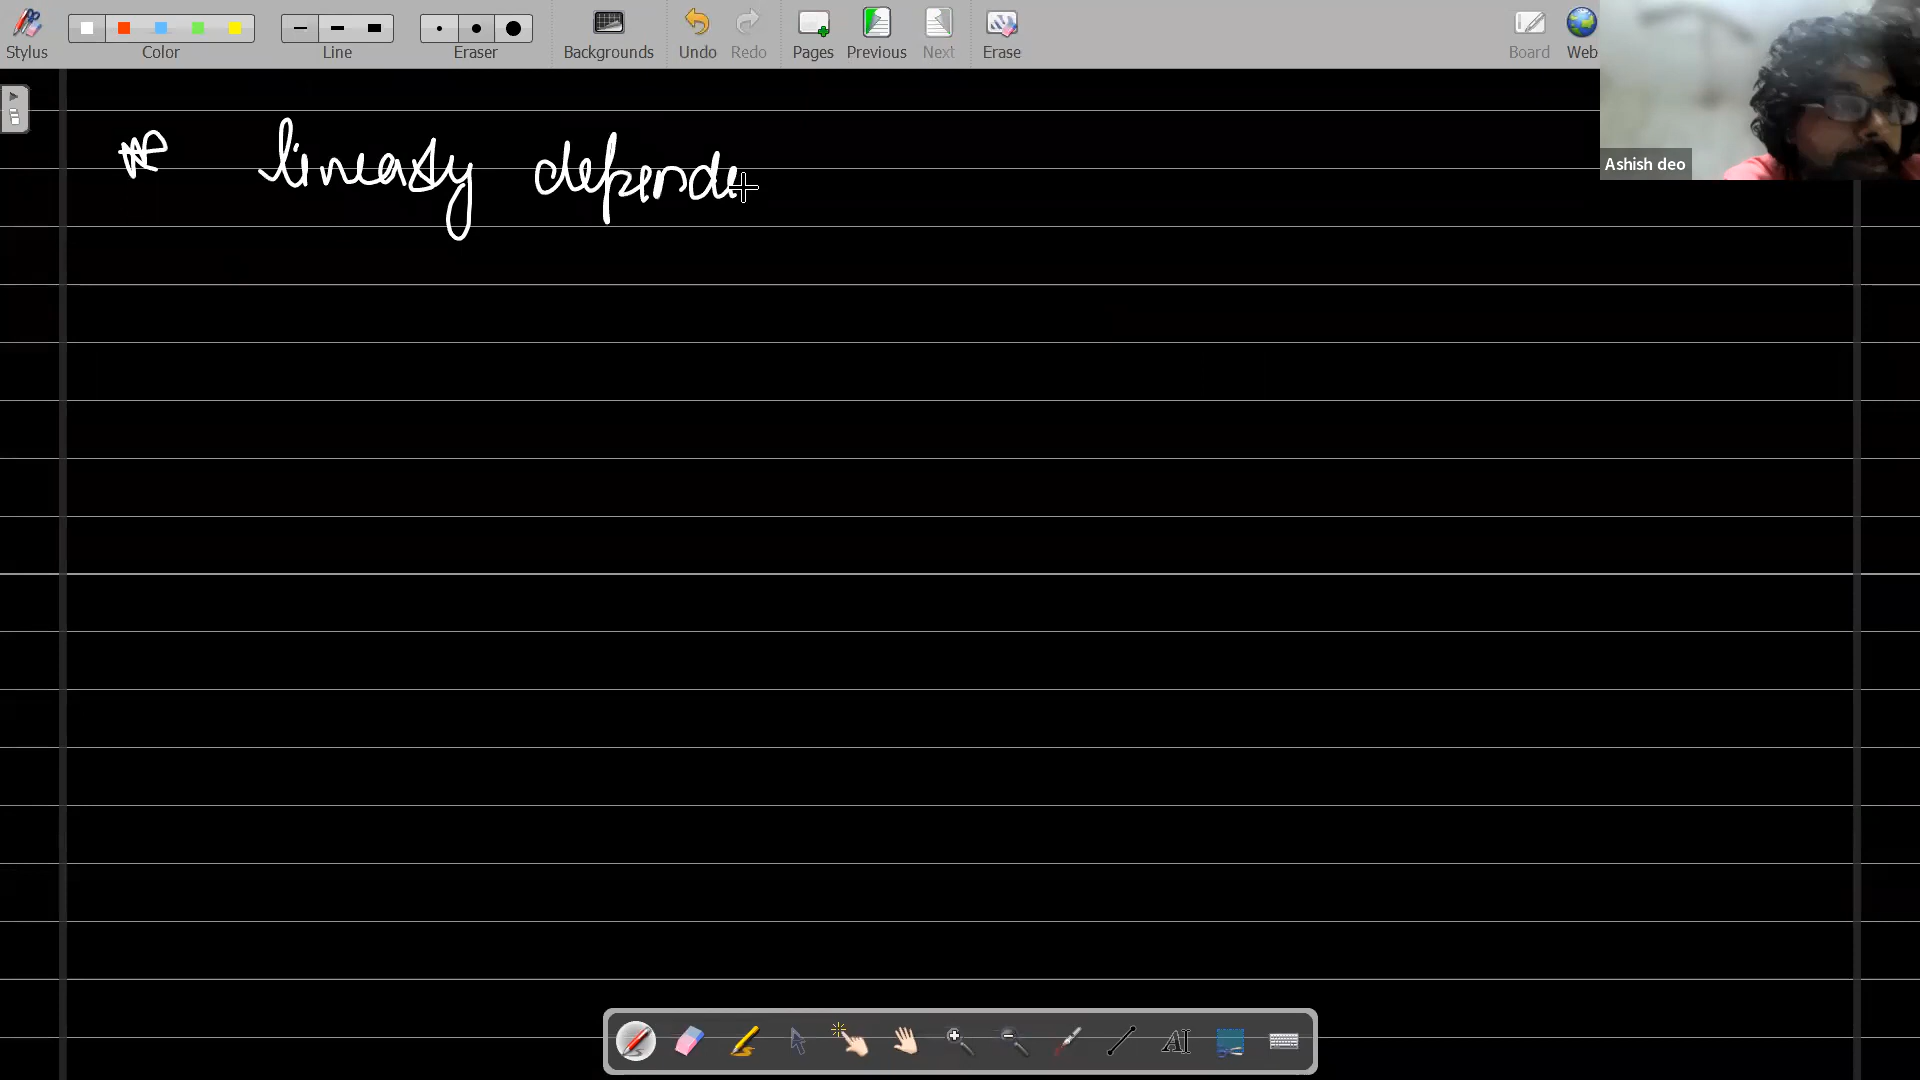 Stylus Color Line Eraser Backgrounds Undo Redo Pages Previous Next Erase Board Web
Ashish deo
linearly depende